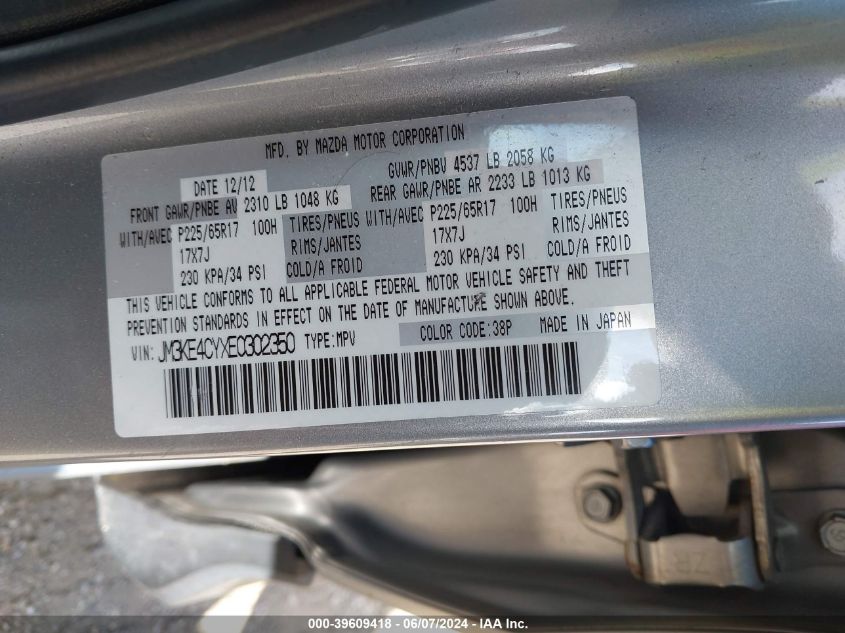 MFD. BY MAZDA MOTOR CORPORATION
DATE 12/12 GVWR/PNBV 4537 LB 2058 KG
FRONT GAWR/PNBE AV 2310 LB 1048 KG REAR GAWR/PNBE AR 2233 LB 1013 KG
WITH/AVEC P225/65R17 100H TIRES/PNEUS WITH/AVEC P225/65R17 100H TIRES/PNEUS
17X7J RIMS/JANTES 17X7J RIMS/JANTES
230 KPA/34 PSI COLD/A FROID 230 KPA/34 PSI COLD/A FROID
THIS VEHICLE CONFORMS TO ALL APPLICABLE FEDERAL MOTOR VEHICLE SAFETY AND THEFT
PREVENTION STANDARDS IN EFFECT ON THE DATE OF MANUFACTURE SHOWN ABOVE.
VIN: JM3KE4CYXE0302350 TYPE:MPV COLOR CODE:38P MADE IN JAPAN
ZR
000-39609418 - 06/07/2024 - IAA Inc.